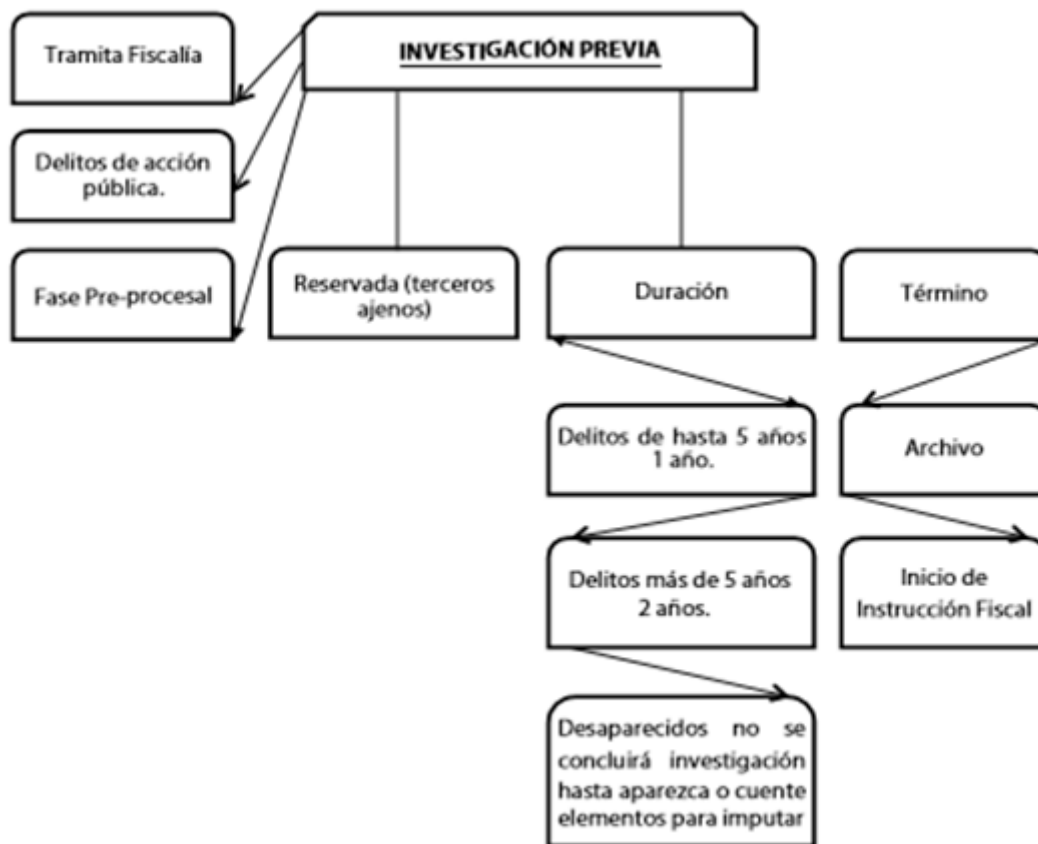 INVESTIGACIÓN PREVIA
Tramita Fiscalía
Delitos de acción
pública.
Fase Pre-procesal
Reservada (terceros
ajenos)
Duración
Término
Delitos de hasta 5 años
1 año.
Archivo
Delitos más de 5 años
2 años.
Inicio de
Instrucción Fiscal
Desaparecidos no se
concluirá investigación
hasta aparezca o cuente
elementos para imputar